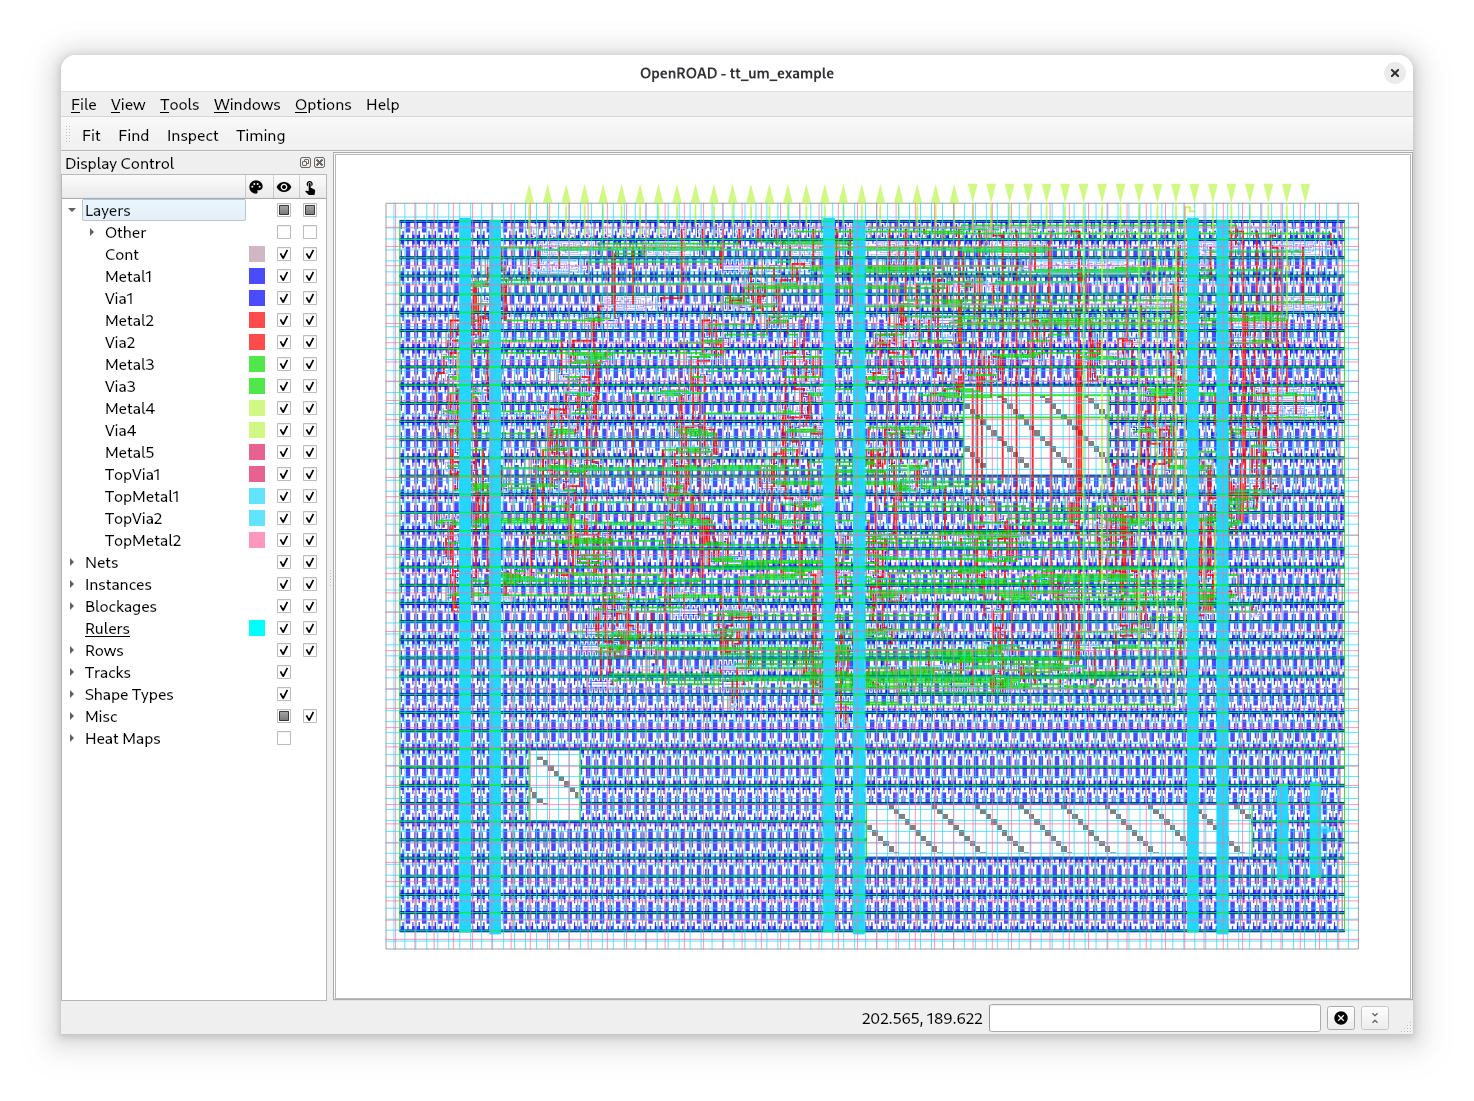 OpenROAD - tt_um_example
File View Tools Windows Options Help
Fit Find Inspect Timing
Display Control
Layers
Other
Cont
Metal1
Via1
Metal2
Via2
Metal3
Via3
Metal4
Via4
Metal5
TopVia1
TopMetal1
TopVia2
TopMetal2
Nets
Instances
Blockages
Rulers
Rows
Tracks
Shape Types
Misc
Heat Maps
202.565, 189.622